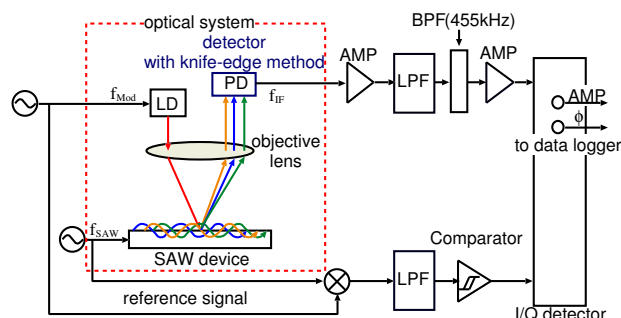 optical system
BPF(455kHz)
detector
with knife-edge method
AMP
AMP
f_Mod
LD
PD
f_IF
LPF
AMP
ϕ
to data logger
objective
lens
f_SAW
SAW device
Comparator
LPF
reference signal
I/Q detector